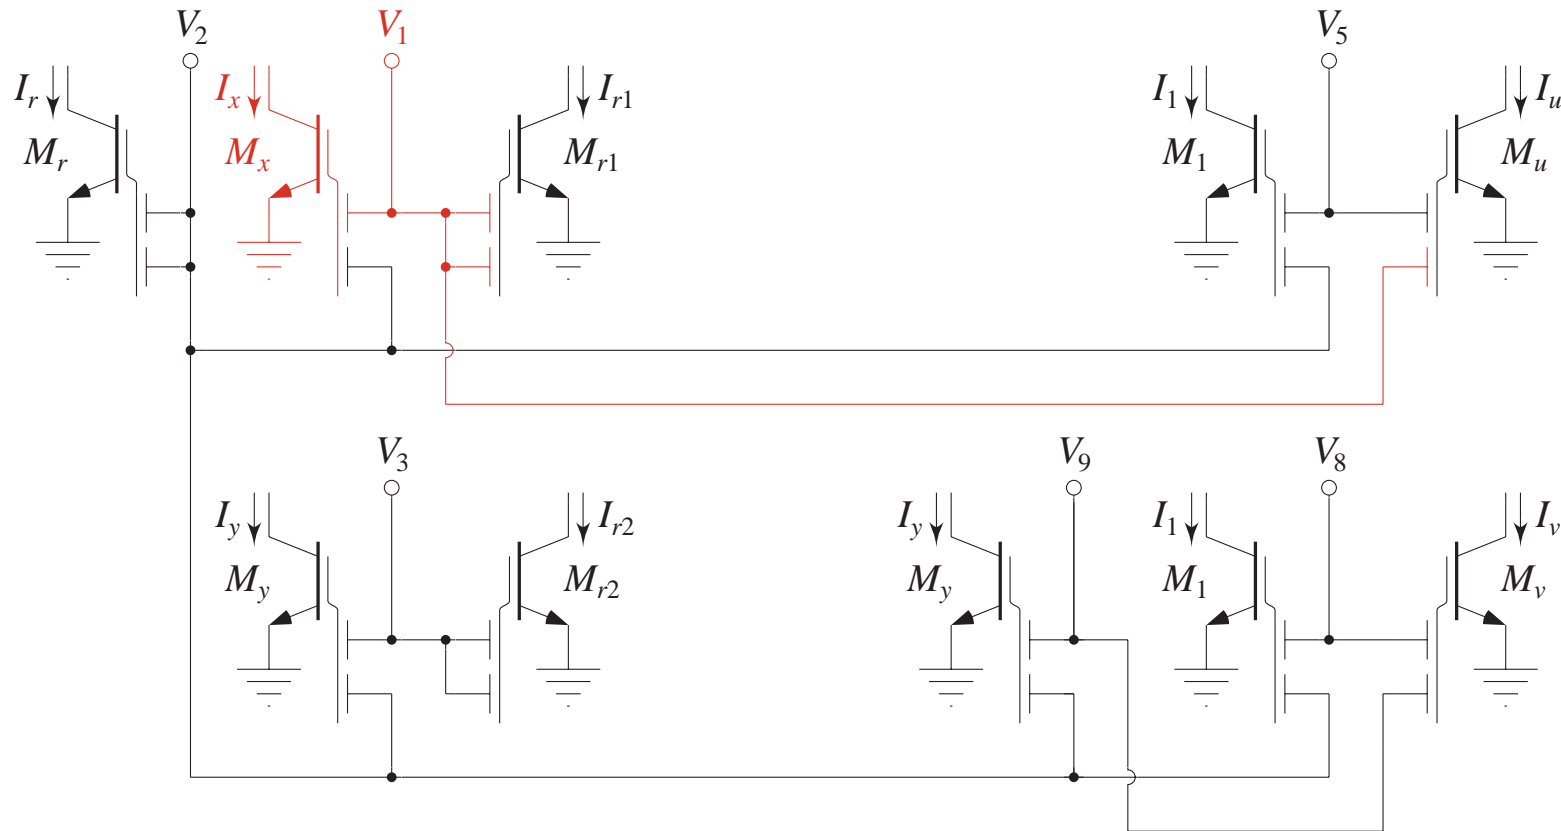 V2 V1 V5
Ir Ix Ir1 I1 Iu
Mr Mx Mr1 M1 Mu
V3 V9 V8
Iy Ir2 Iy I1 Iv
My Mr2 My M1 Mv